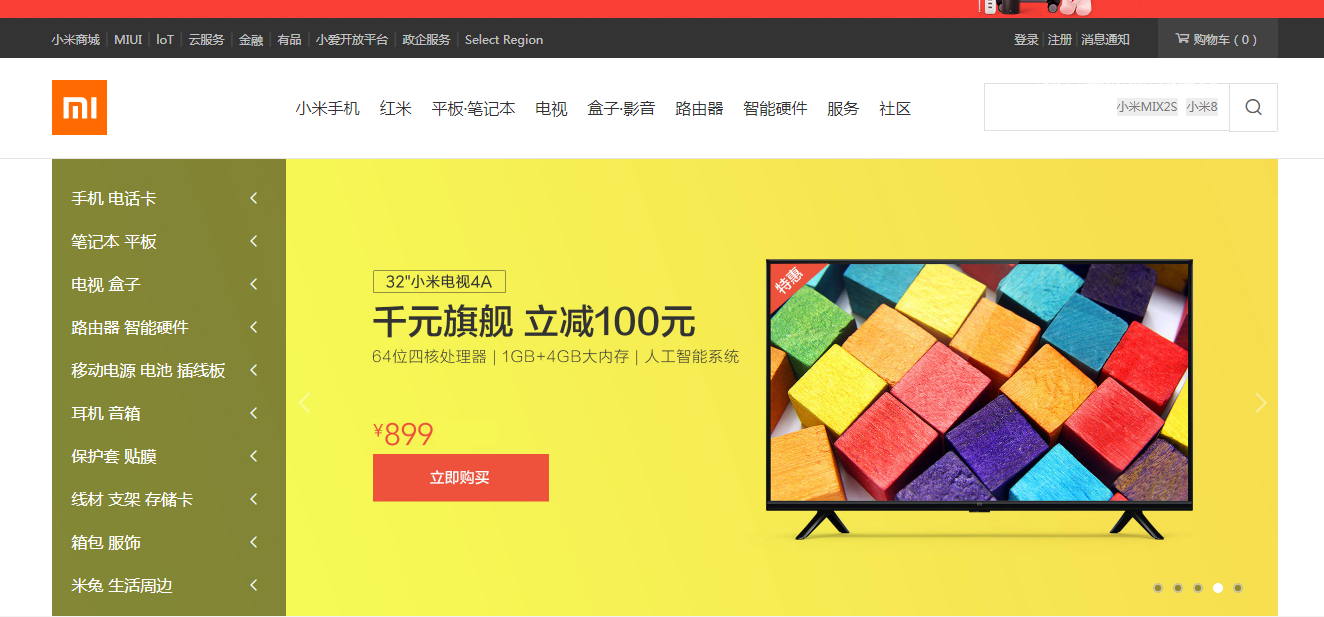 小米商城 MIUI loT 云服务 金融 有品 小爱开放平台 政企服务 Select Region 登录 注册 消息通知 购物车 ( 0 )
小米手机 红米 平板·笔记本 电视 盒子·影音 路由器 智能硬件 服务 社区 小米MIX2S 小米8
手机 电话卡
笔记本 平板
电视 盒子
路由器 智能硬件
移动电源 电池 插线板
耳机 音箱
保护套 贴膜
线材 支架 存储卡
箱包 服饰
米兔 生活周边
32"小米电视4A
千元旗舰 立减100元
64位四核处理器 | 1GB+4GB大内存 | 人工智能系统
¥899
立即购买
特惠